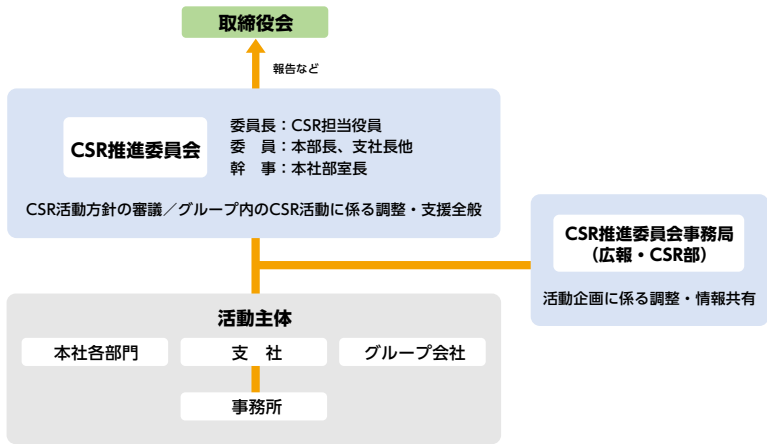 取締役会
報告など
CSR推進委員会
委員長：CSR担当役員
委　員：本部長、支社長他
幹　事：本社部室長
CSR活動方針の審議／グループ内のCSR活動に係る調整・支援全般
CSR推進委員会事務局
（広報・CSR部）
活動企画に係る調整・情報共有
活動主体
本社各部門
支　社
グループ会社
事務所